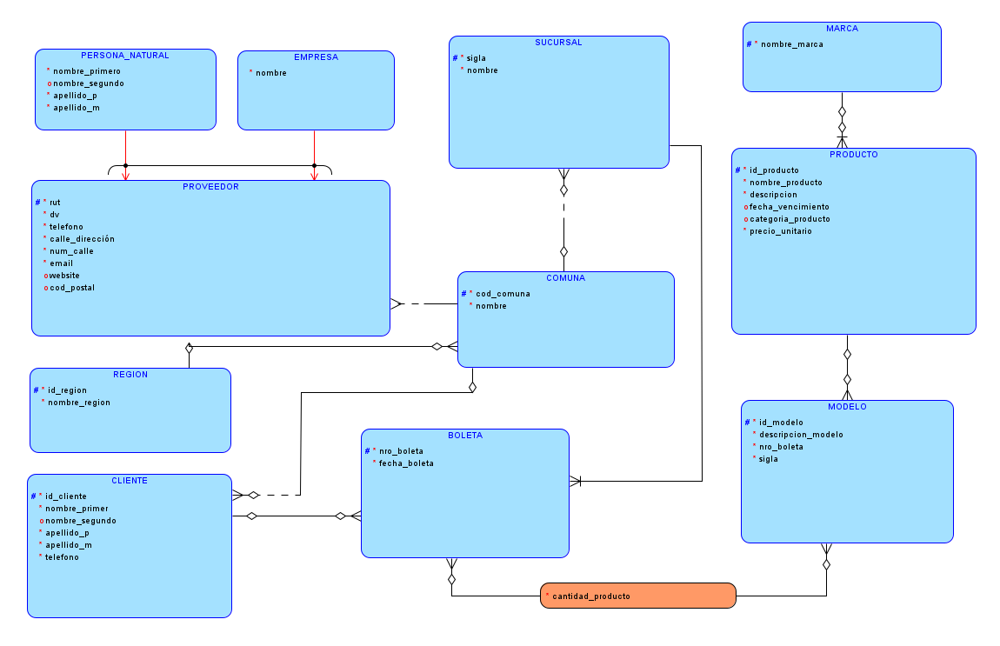 PERSONA_NATURAL
* nombre_primero
o nombre_segundo
* apellido_p
* apellido_m
EMPRESA
* nombre
SUCURSAL
# * sigla
* nombre
MARCA
# * nombre_marca
PROVEEDOR
# * rut
* dv
* telefono
* calle_dirección
* num_calle
* email
o website
o cod_postal
PRODUCTO
# * id_producto
* nombre_producto
* descripcion
o fecha_vencimiento
o categoria_producto
* precio_unitario
COMUNA
# * cod_comuna
* nombre
REGION
# * id_region
* nombre_region
MODELO
# * id_modelo
* descripcion_modelo
* nro_boleta
* sigla
BOLETA
# * nro_boleta
* fecha_boleta
CLIENTE
# * id_cliente
* nombre_primer
o nombre_segundo
* apellido_p
* apellido_m
* telefono
* cantidad_producto